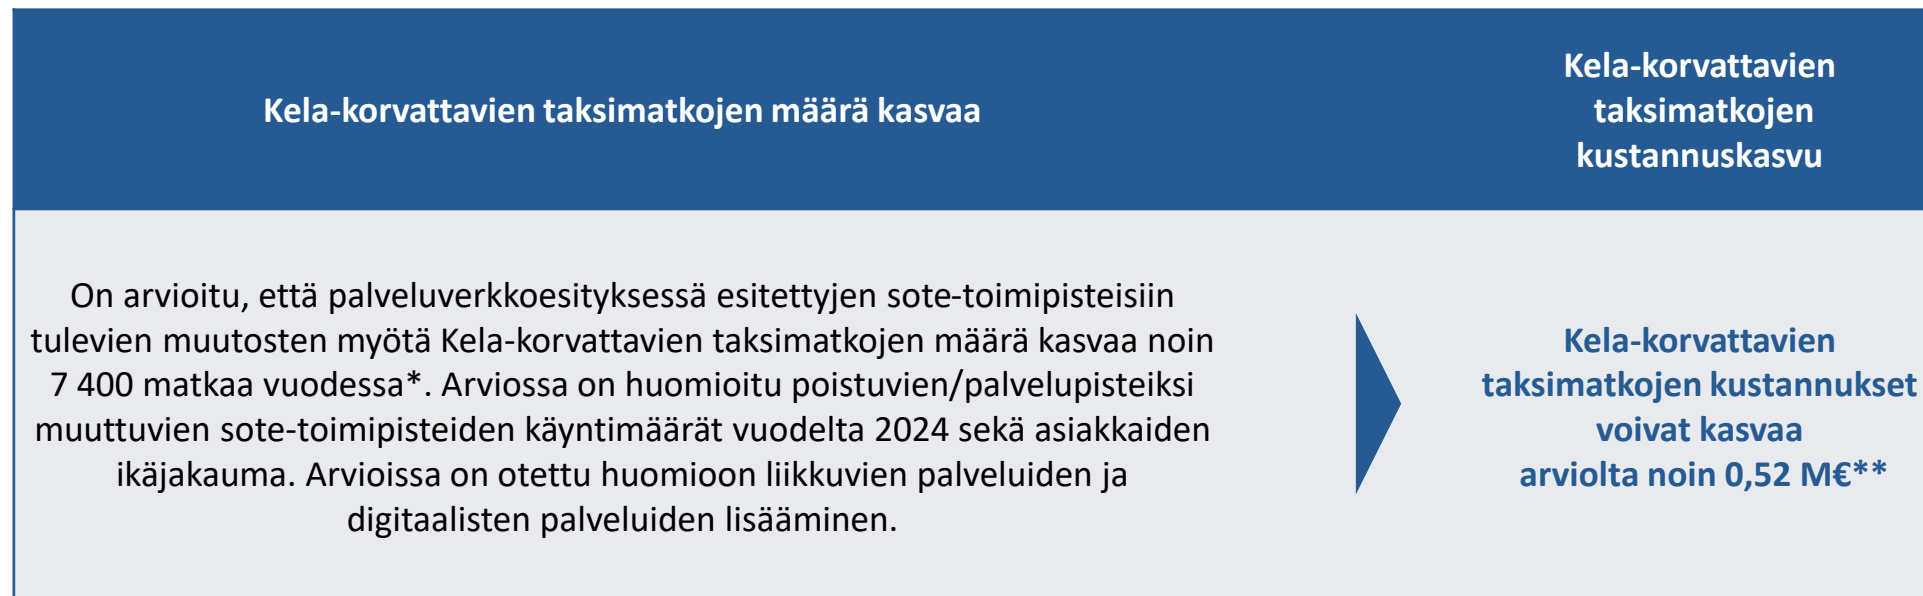 Kela-korvattavien taksimatkojen määrä kasvaa
Kela-korvattavien
taksimatkojen
kustannuskasvu
On arvioitu, että palveluverkkoesityksessä esitettyjen sote-toimipisteisiin
tulevien muutosten myötä Kela-korvattavien taksimatkojen määrä kasvaa noin
7 400 matkaa vuodessa*. Arviossa on huomioitu poistuvien/palvelupisteiksi
muuttuvien sote-toimipisteiden käyntimäärät vuodelta 2024 sekä asiakkaiden
ikäjakauma. Arvioissa on otettu huomioon liikkuvien palveluiden ja
digitaalisten palveluiden lisääminen.
Kela-korvattavien
taksimatkojen kustannukset
voivat kasvaa
arviolta noin 0,52 M€**